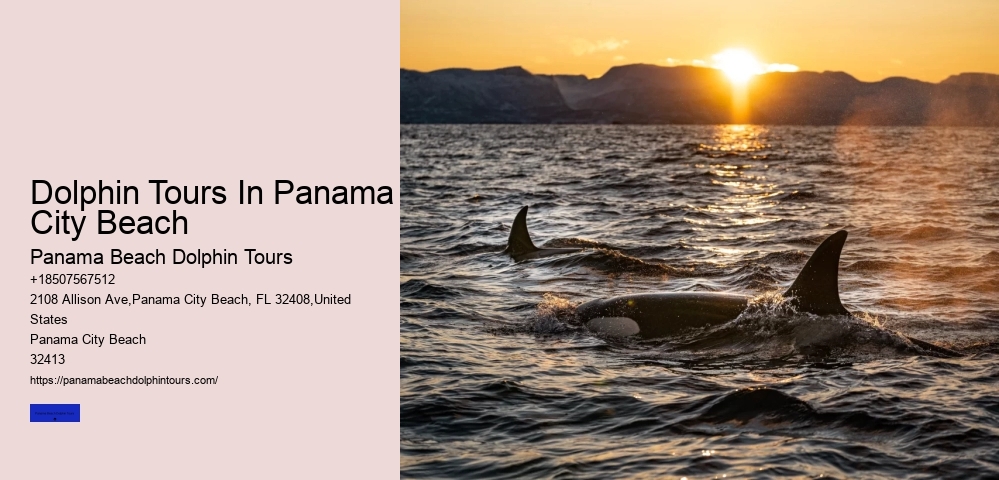 Dolphin Tours In Panama
City Beach
Panama Beach Dolphin Tours
+18507567512
2108 Allison Ave,Panama City Beach, FL 32408,United
States
Panama City Beach
32413
https://panamabeachdolphintours.com/